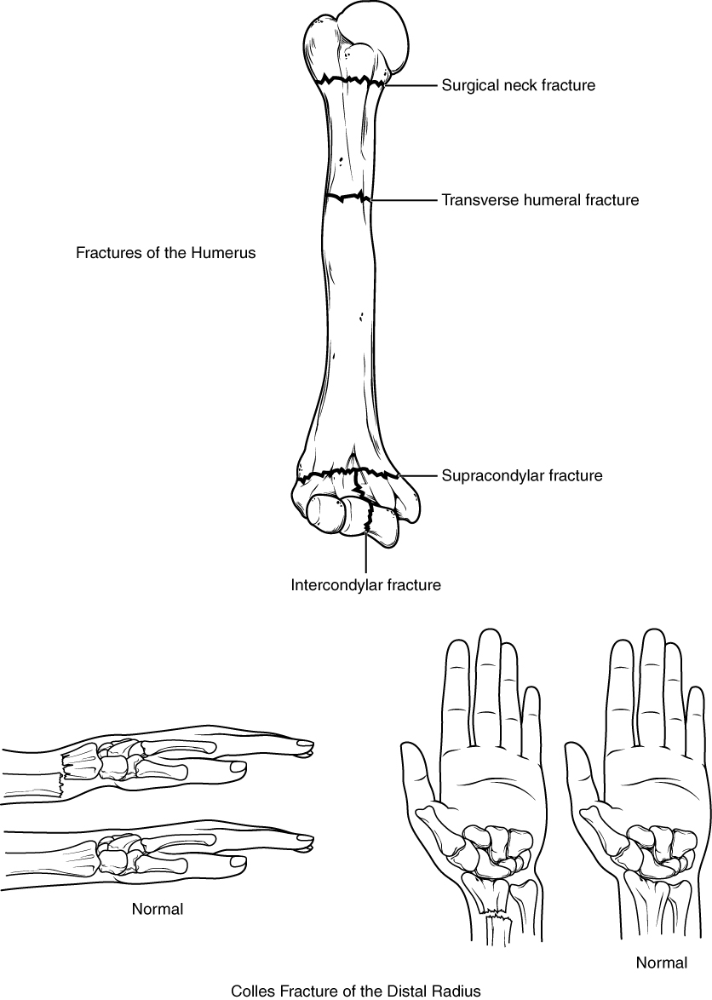 Surgical neck fracture
Transverse humeral fracture
Fractures of the Humerus
Supracondylar fracture
Intercondylar fracture
Normal
Normal
Colles Fracture of the Distal Radius